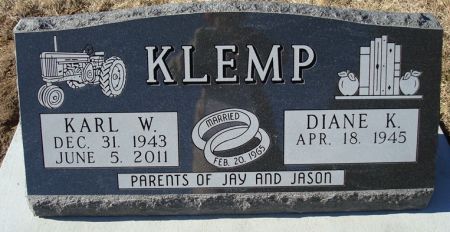 KLEMP
KARL W.
DEC. 31. 1943
JUNE 5. 2011
MARRIED
FEB. 20. 1965
DIANE K.
APR. 18. 1945
PARENTS OF JAY AND JASON